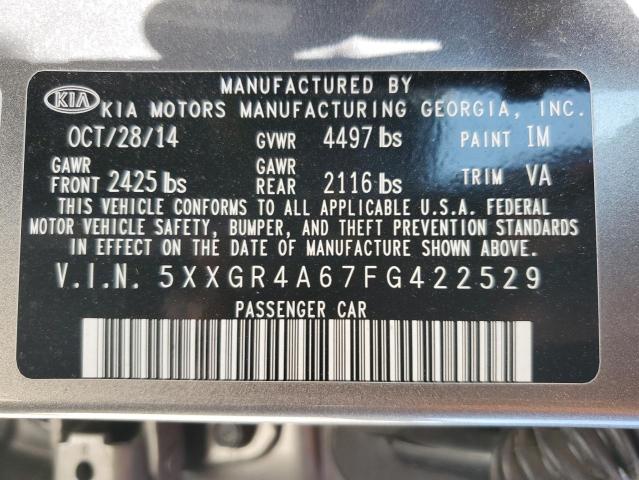 MANUFACTURED BY
KIA KIA MOTORS MANUFACTURING GEORGIA, INC.
OCT/28/14 GVWR 4497 lbs PAINT IM
GAWR FRONT 2425 lbs GAWR REAR 2116 lbs TRIM VA
THIS VEHICLE CONFORMS TO ALL APPLICABLE U.S.A. FEDERAL
MOTOR VEHICLE SAFETY, BUMPER, AND THEFT PREVENTION STANDARDS
IN EFFECT ON THE DATE OF MANUFACTURE SHOWN ABOVE.
V.I.N. 5XXGR4A67FG422529
PASSENGER CAR